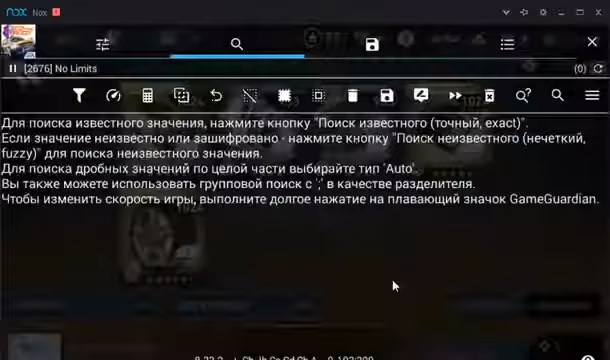 nox Nox
[2676] No Limits (0)
Для поиска известного значения, нажмите кнопку "Поиск известного (точный, exact)".
Если значение неизвестно или зашифровано - нажмите кнопку "Поиск неизвестного (нечеткий,
fuzzy)" для поиска неизвестного значения.
Для поиска дробных значений по целой части выбирайте тип 'Auto'.
Вы также можете использовать групповой поиск с ';' в качестве разделителя.
Чтобы изменить скорость игры, выполните долгое нажатие на плавающий значок GameGuardian.
1024